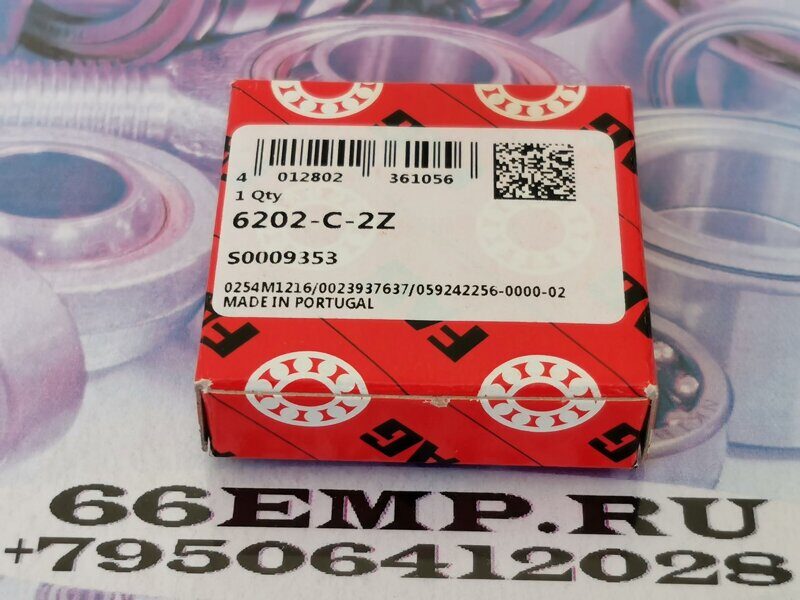 4 012802 361056
1 Qty
6202-C-2Z
S0009353
0254M1216/0023937637/059242256-0000-02
MADE IN PORTUGAL
FAG
66EMP.RU
+79506412028